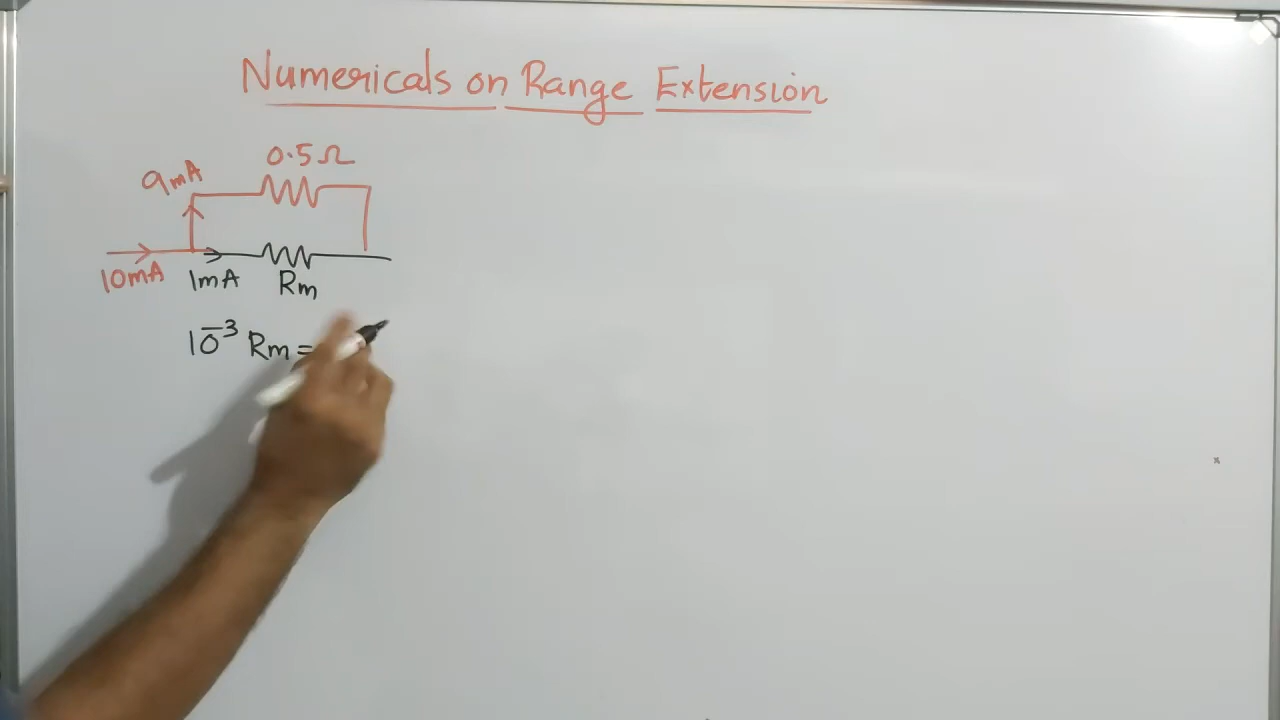 Numericals on Range Extension
0.5Ω
9mA
10mA 1mA Rm
10⁻³ Rm =